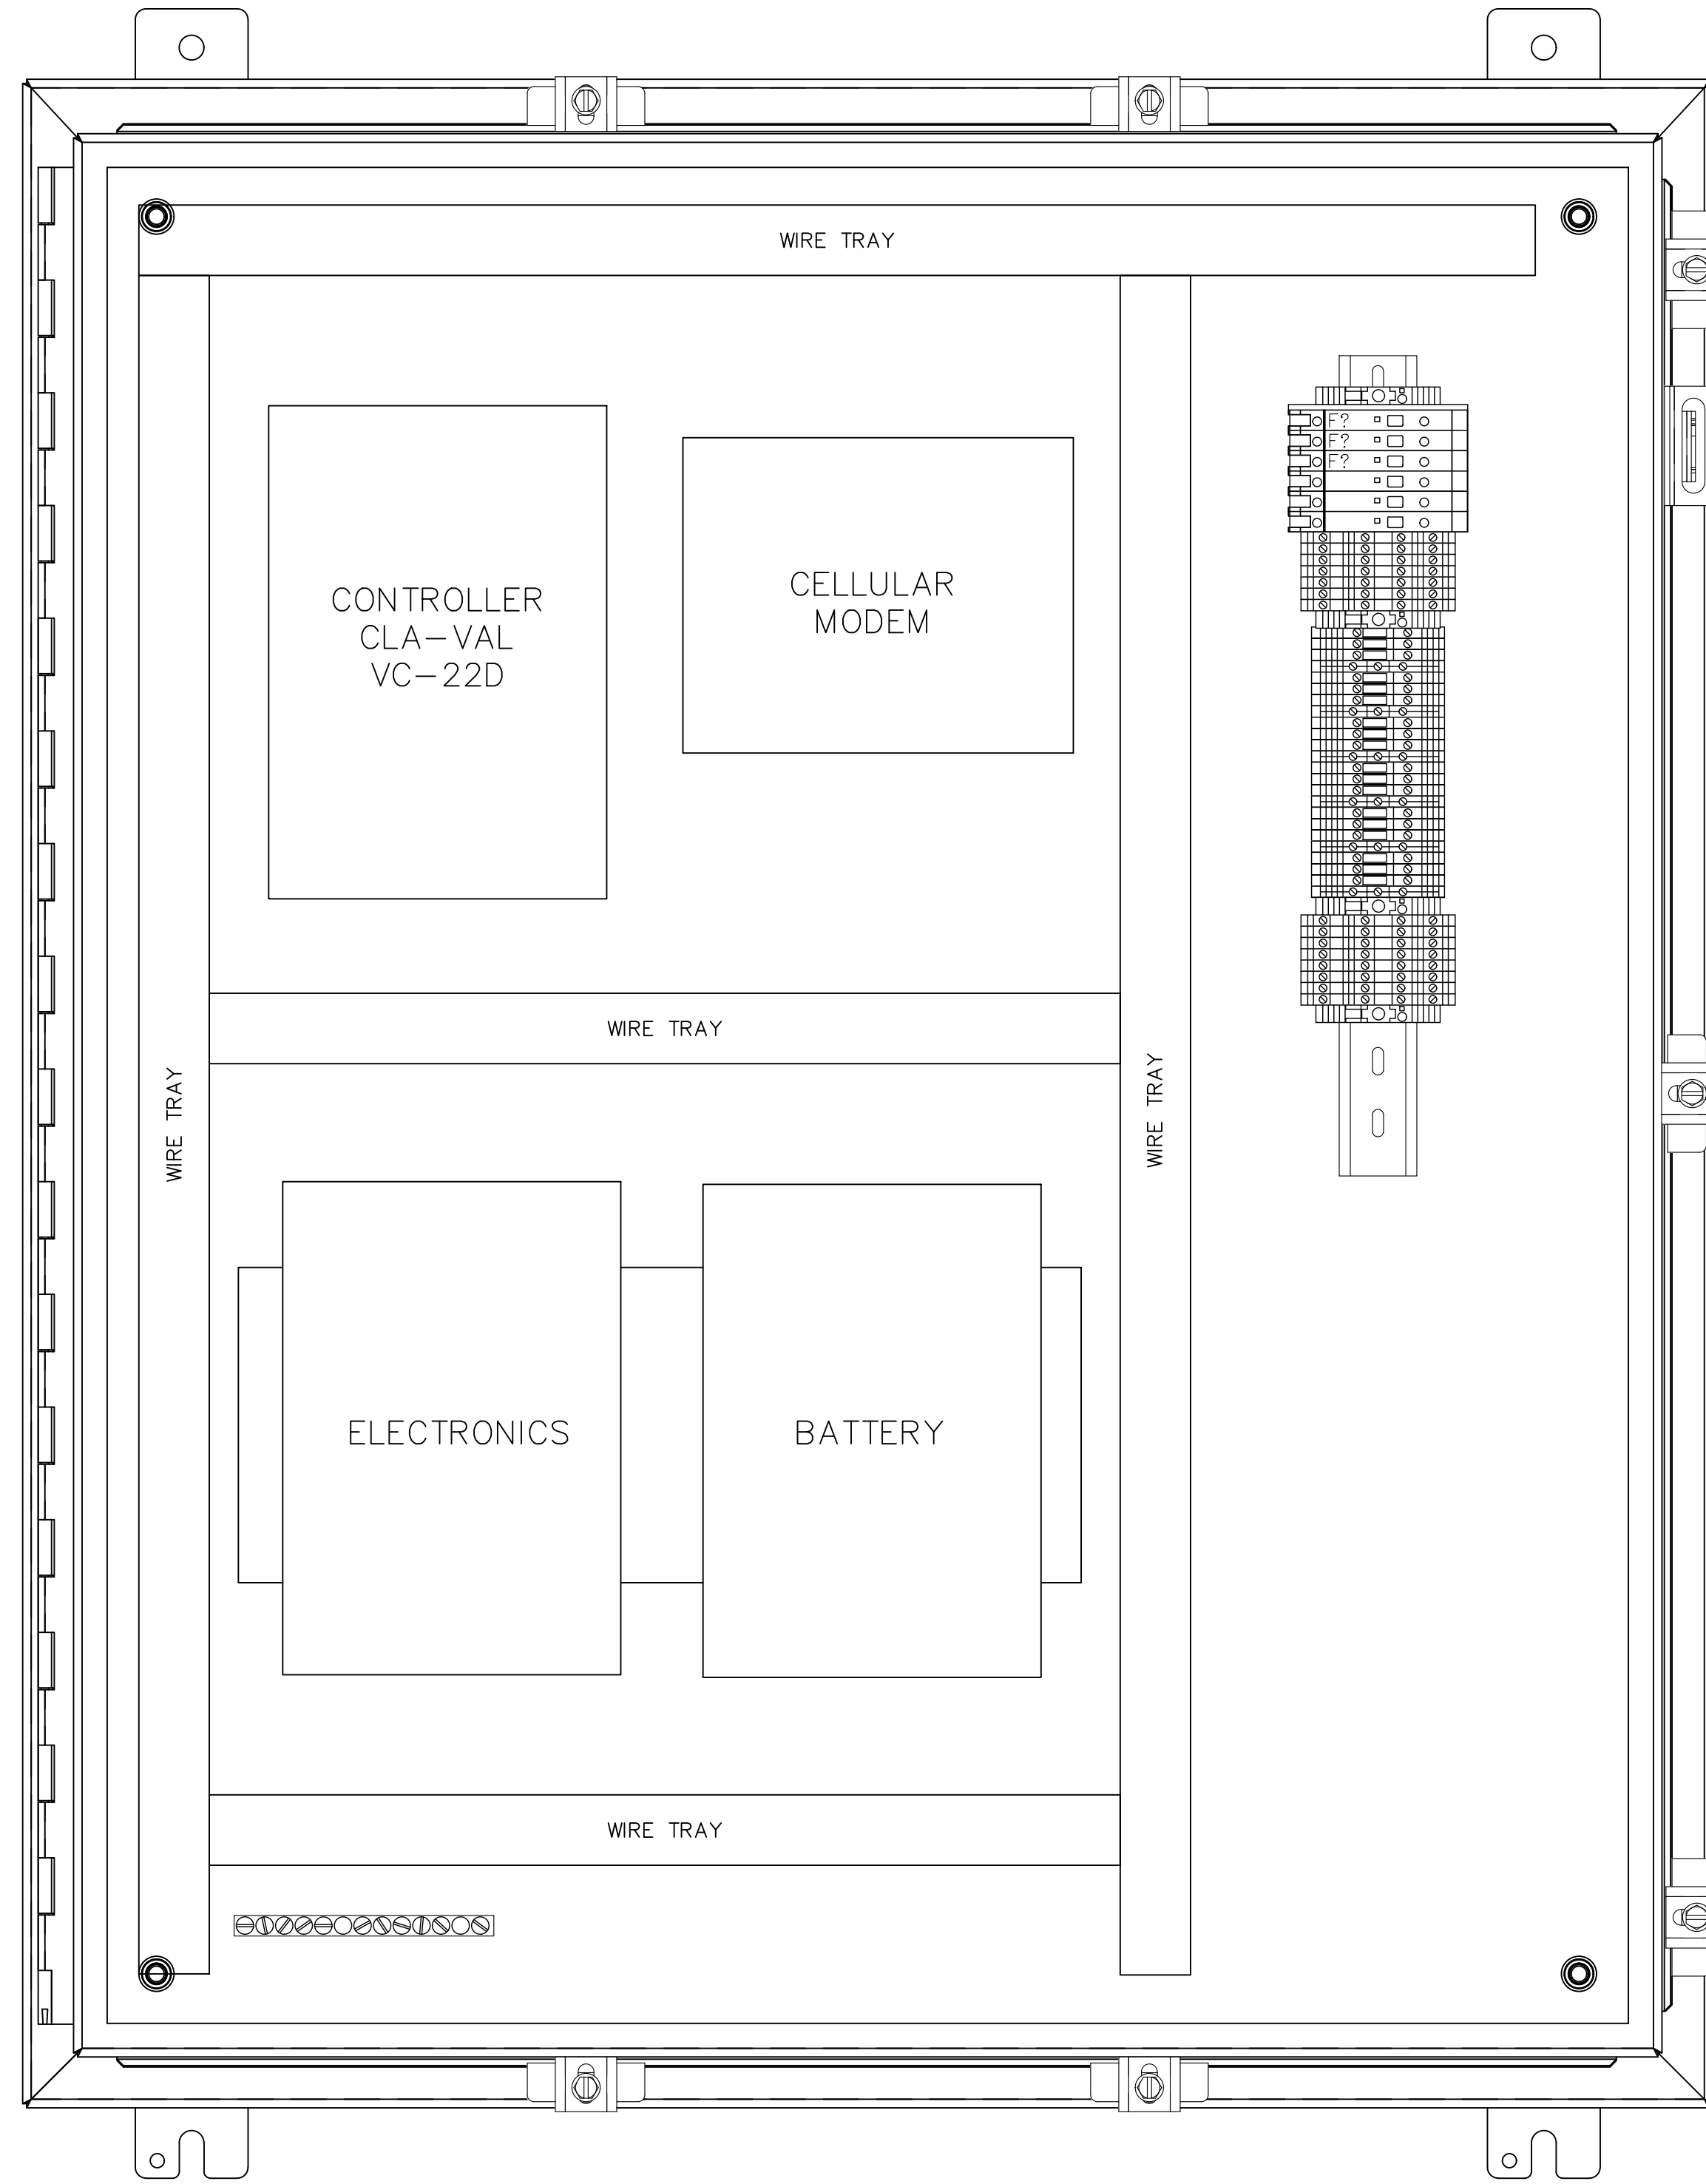 WIRE TRAY
F?
F?
F?
CONTROLLER
CLA-VAL
VC-22D
CELLULAR
MODEM
WIRE TRAY
WIRE TRAY
WIRE TRAY
ELECTRONICS
BATTERY
WIRE TRAY